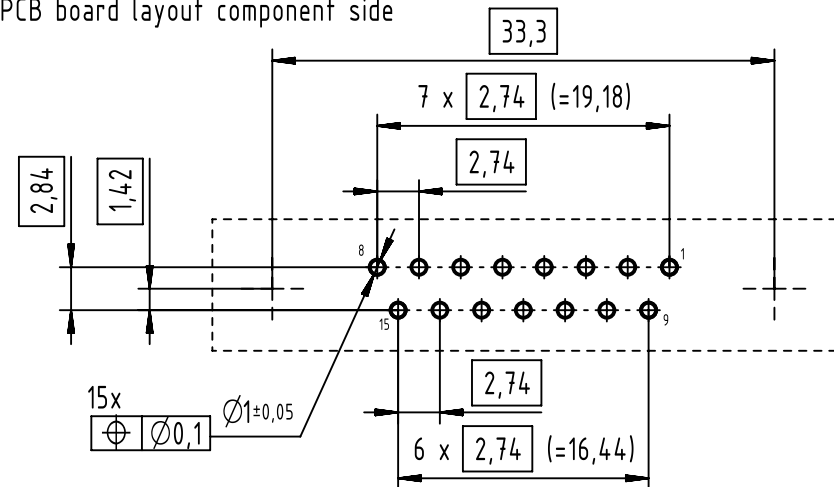 PCB board layout component side
33,3
7 x 2,74 (=19,18)
2,74
2,84
1,42
8
1
15
9
15x
⌖ Ø0,1
Ø1±0,05
2,74
6 x 2,74 (=16,44)